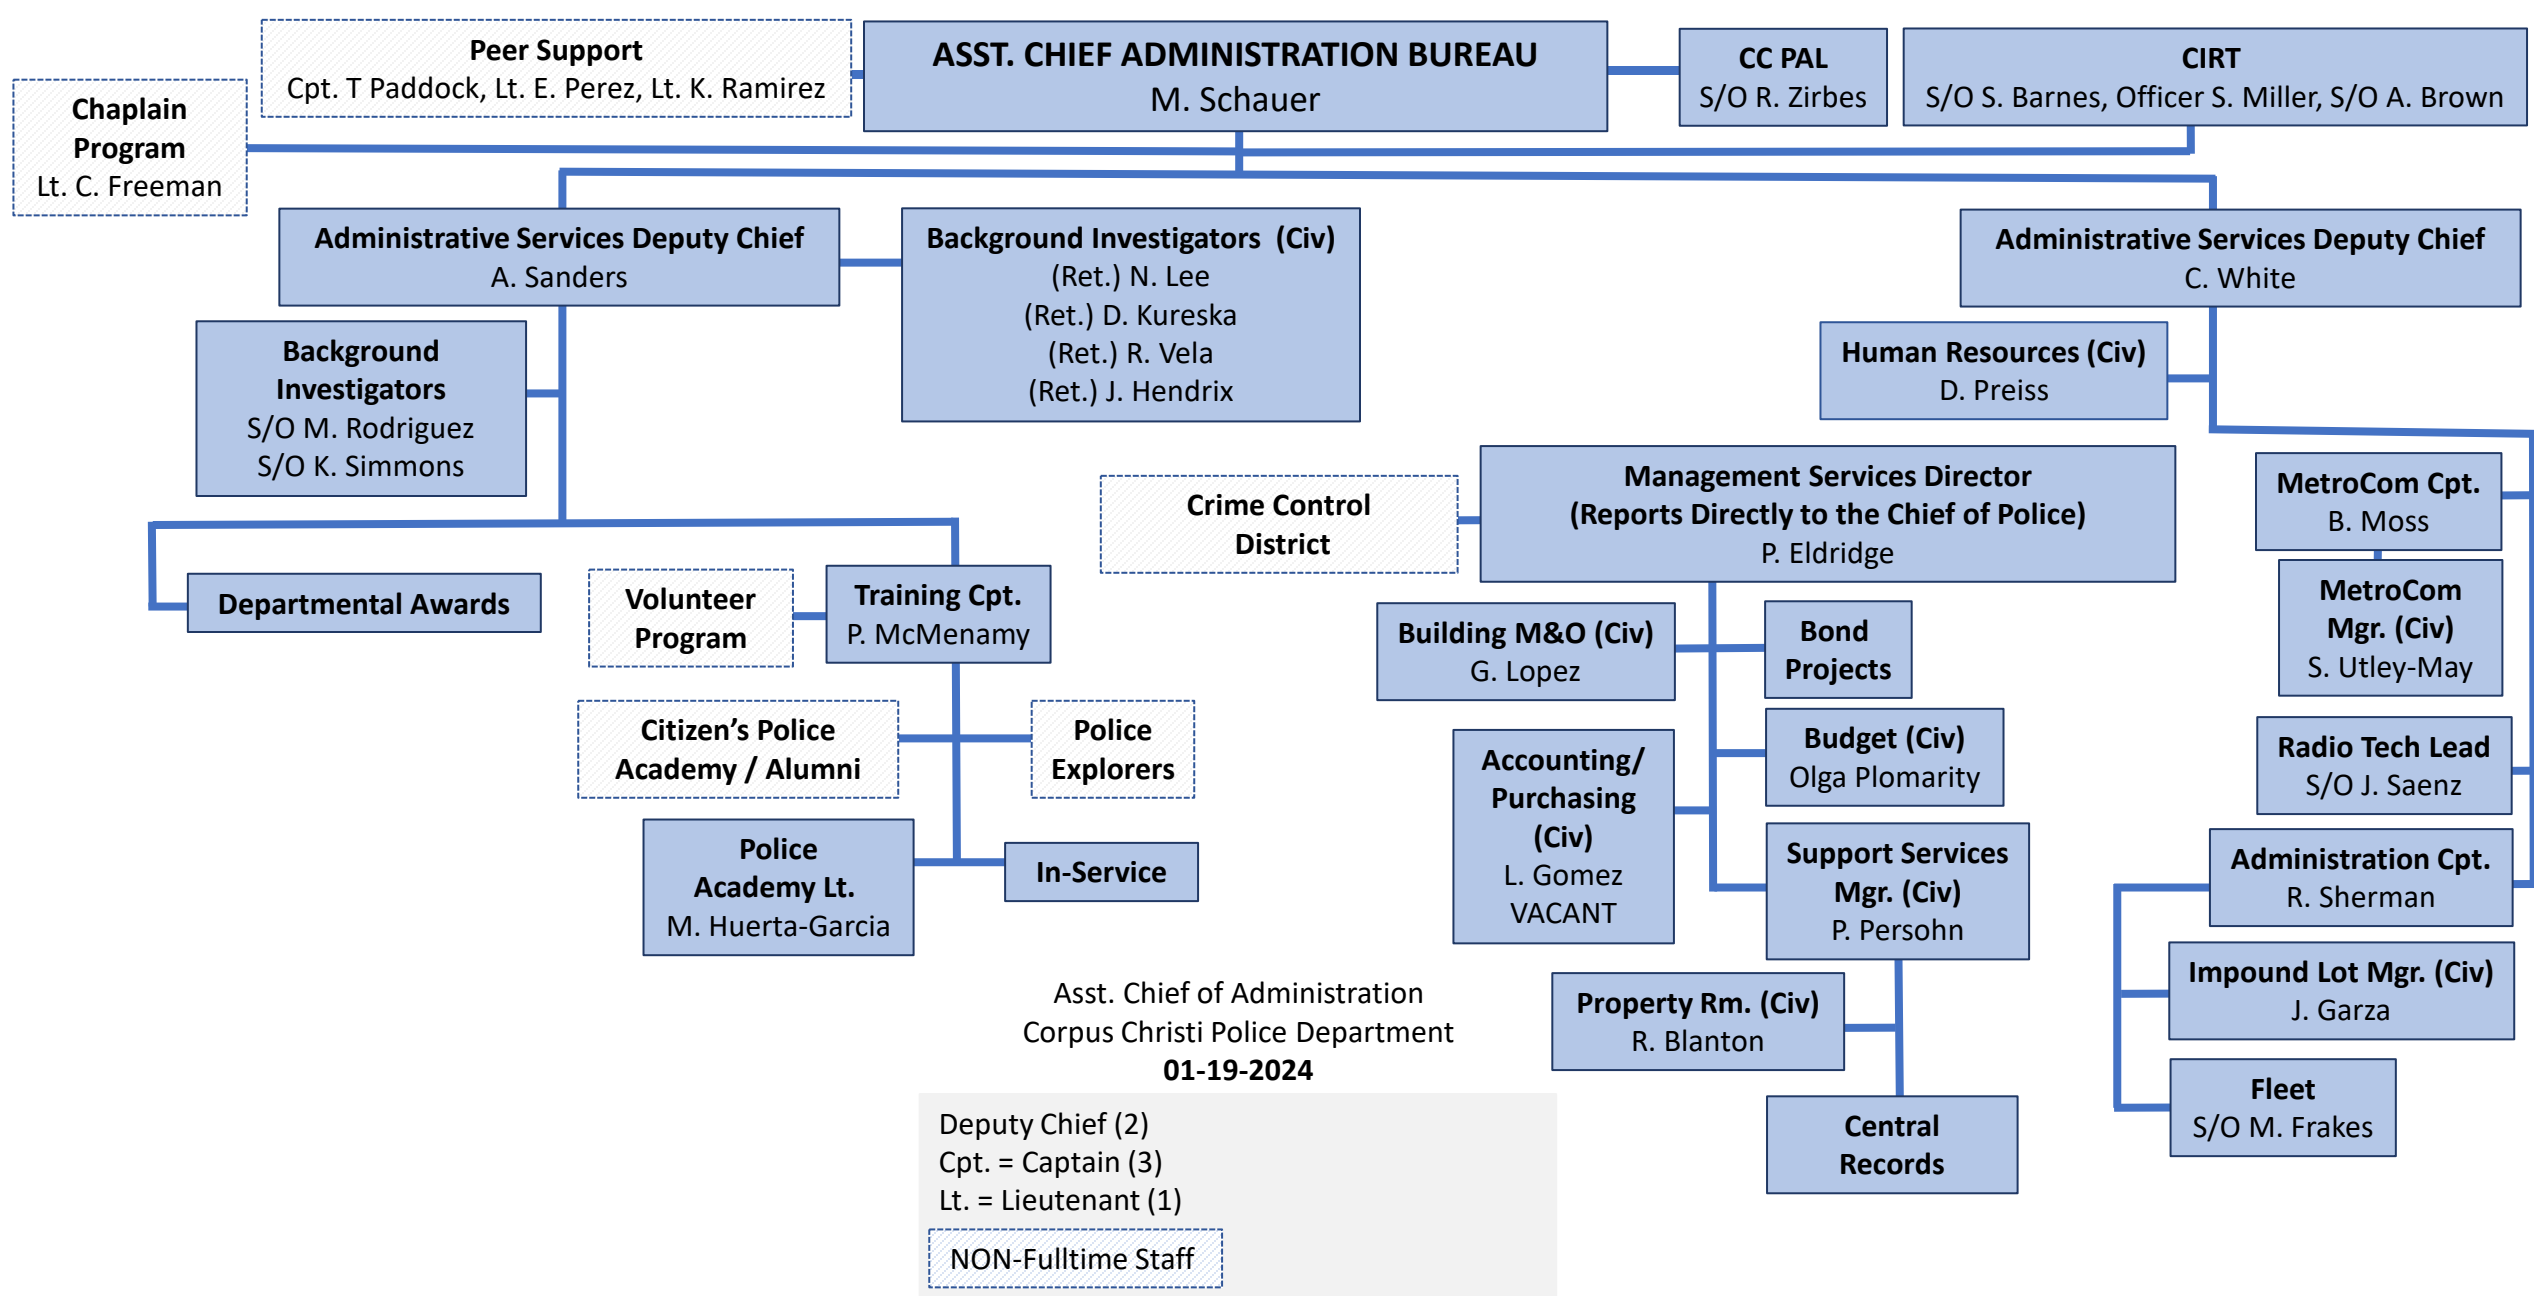 Peer Support
Cpt. T Paddock, Lt. E. Perez, Lt. K. Ramirez
ASST. CHIEF ADMINISTRATION BUREAU
M. Schauer
CC PAL
S/O R. Zirbes
CIRT
S/O S. Barnes, Officer S. Miller, S/O A. Brown
Chaplain
Program
Lt. C. Freeman
Administrative Services Deputy Chief
A. Sanders
Background Investigators (Civ)
(Ret.) N. Lee
(Ret.) D. Kureska
(Ret.) R. Vela
(Ret.) J. Hendrix
Administrative Services Deputy Chief
C. White
Background
Investigators
S/O M. Rodriguez
S/O K. Simmons
Human Resources (Civ)
D. Preiss
Crime Control
District
Management Services Director
(Reports Directly to the Chief of Police)
P. Eldridge
MetroCom Cpt.
B. Moss
MetroCom
Mgr. (Civ)
S. Utley-May
Departmental Awards
Volunteer
Program
Training Cpt.
P. McMenamy
Building M&O (Civ)
G. Lopez
Bond
Projects
Citizen’s Police
Academy / Alumni
Police
Explorers
Accounting/
Purchasing
(Civ)
L. Gomez
VACANT
Budget (Civ)
Olga Plomarity
Radio Tech Lead
S/O J. Saenz
Police
Academy Lt.
M. Huerta-Garcia
In-Service
Support Services
Mgr. (Civ)
P. Persohn
Administration Cpt.
R. Sherman
Property Rm. (Civ)
R. Blanton
Impound Lot Mgr. (Civ)
J. Garza
Central
Records
Fleet
S/O M. Frakes
Asst. Chief of Administration
Corpus Christi Police Department
01-19-2024
Deputy Chief (2)
Cpt. = Captain (3)
Lt. = Lieutenant (1)
NON-Fulltime Staff